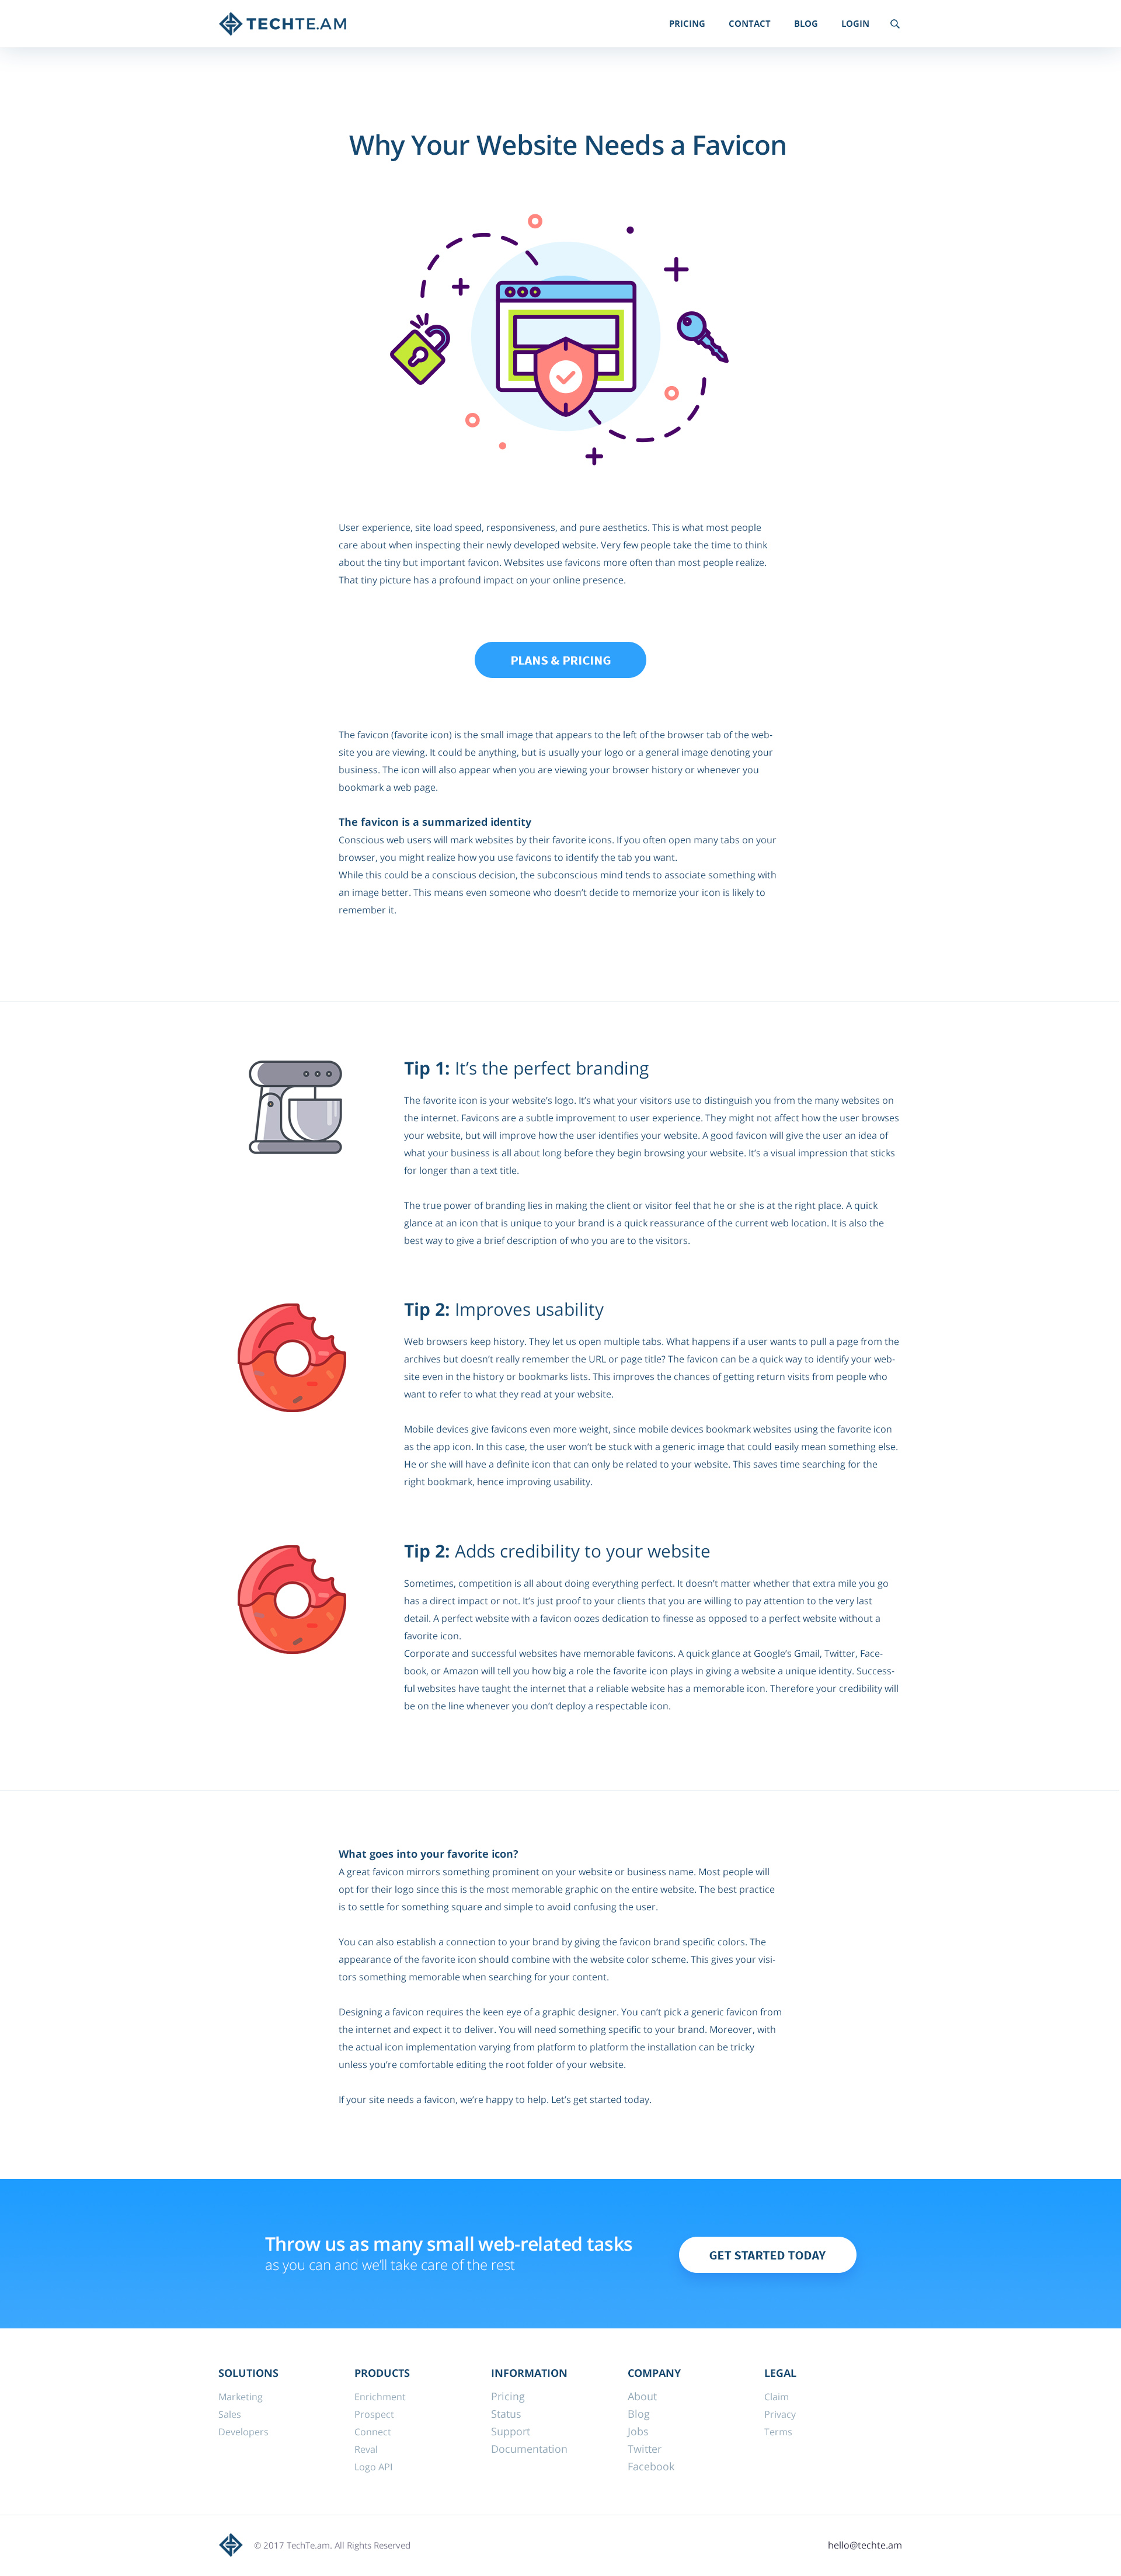 TECHTE.AM
PRICING CONTACT BLOG LOGIN
Why Your Website Needs a Favicon
User experience, site load speed, responsiveness, and pure aesthetics. This is what most people
care about when inspecting their newly developed website. Very few people take the time to think
about the tiny but important favicon. Websites use favicons more often than most people realize.
That tiny picture has a profound impact on your online presence.
PLANS & PRICING
The favicon (favorite icon) is the small image that appears to the left of the browser tab of the web-
site you are viewing. It could be anything, but is usually your logo or a general image denoting your
business. The icon will also appear when you are viewing your browser history or whenever you
bookmark a web page.
The favicon is a summarized identity
Conscious web users will mark websites by their favorite icons. If you often open many tabs on your
browser, you might realize how you use favicons to identify the tab you want.
While this could be a conscious decision, the subconscious mind tends to associate something with
an image better. This means even someone who doesn’t decide to memorize your icon is likely to
remember it.
Tip 1: It’s the perfect branding
The favorite icon is your website’s logo. It’s what your visitors use to distinguish you from the many websites on
the internet. Favicons are a subtle improvement to user experience. They might not affect how the user browses
your website, but will improve how the user identifies your website. A good favicon will give the user an idea of
what your business is all about long before they begin browsing your website. It’s a visual impression that sticks
for longer than a text title.
The true power of branding lies in making the client or visitor feel that he or she is at the right place. A quick
glance at an icon that is unique to your brand is a quick reassurance of the current web location. It is also the
best way to give a brief description of who you are to the visitors.
Tip 2: Improves usability
Web browsers keep history. They let us open multiple tabs. What happens if a user wants to pull a page from the
archives but doesn’t really remember the URL or page title? The favicon can be a quick way to identify your web-
site even in the history or bookmarks lists. This improves the chances of getting return visits from people who
want to refer to what they read at your website.
Mobile devices give favicons even more weight, since mobile devices bookmark websites using the favorite icon
as the app icon. In this case, the user won’t be stuck with a generic image that could easily mean something else.
He or she will have a definite icon that can only be related to your website. This saves time searching for the
right bookmark, hence improving usability.
Tip 2: Adds credibility to your website
Sometimes, competition is all about doing everything perfect. It doesn’t matter whether that extra mile you go
has a direct impact or not. It’s just proof to your clients that you are willing to pay attention to the very last
detail. A perfect website with a favicon oozes dedication to finesse as opposed to a perfect website without a
favorite icon.
Corporate and successful websites have memorable favicons. A quick glance at Google’s Gmail, Twitter, Face-
book, or Amazon will tell you how big a role the favorite icon plays in giving a website a unique identity. Success-
ful websites have taught the internet that a reliable website has a memorable icon. Therefore your credibility will
be on the line whenever you don’t deploy a respectable icon.
What goes into your favorite icon?
A great favicon mirrors something prominent on your website or business name. Most people will
opt for their logo since this is the most memorable graphic on the entire website. The best practice
is to settle for something square and simple to avoid confusing the user.
You can also establish a connection to your brand by giving the favicon brand specific colors. The
appearance of the favorite icon should combine with the website color scheme. This gives your visi-
tors something memorable when searching for your content.
Designing a favicon requires the keen eye of a graphic designer. You can’t pick a generic favicon from
the internet and expect it to deliver. You will need something specific to your brand. Moreover, with
the actual icon implementation varying from platform to platform the installation can be tricky
unless you’re comfortable editing the root folder of your website.
If your site needs a favicon, we’re happy to help. Let’s get started today.
Throw us as many small web-related tasks
as you can and we’ll take care of the rest
GET STARTED TODAY
SOLUTIONS
Marketing
Sales
Developers
PRODUCTS
Enrichment
Prospect
Connect
Reval
Logo API
INFORMATION
Pricing
Status
Support
Documentation
COMPANY
About
Blog
Jobs
Twitter
Facebook
LEGAL
Claim
Privacy
Terms
© 2017 TechTe.am. All Rights Reserved
hello@techte.am